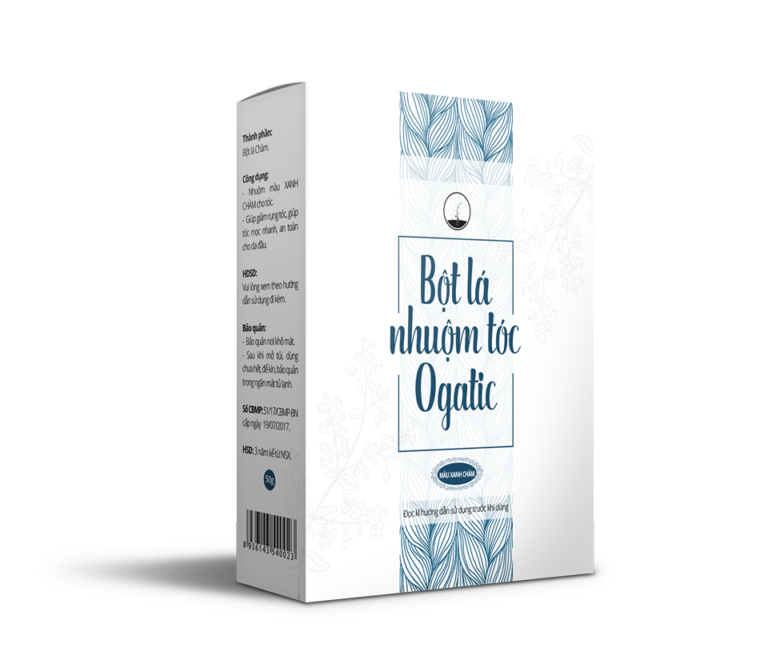 Thành phần:
Bột lá Chàm.
Công dụng:
- Nhuộm màu XANH
CHÀM cho tóc.
- Giúp giảm rụng tóc, giúp
tóc mọc nhanh, an toàn
cho da đầu.
HDSD:
Vui lòng xem theo hướng
dẫn sử dụng đi kèm.
Bảo quản:
- Bảo quản nơi khô mát.
- Sau khi mở túi, dùng
chưa hết, để kín, bảo quản
trong ngăn mát tủ lạnh.
Số CBMP: 51/17/CBMP-ĐN
cấp ngày 19/07/2017.
HSD: 3 năm kể từ NSX.
50g
8 936143 540023
Bột lá
nhuộm tóc
Ogatic
MÀU XANH CHÀM
Đọc kĩ hướng dẫn sử dụng trước khi dùng